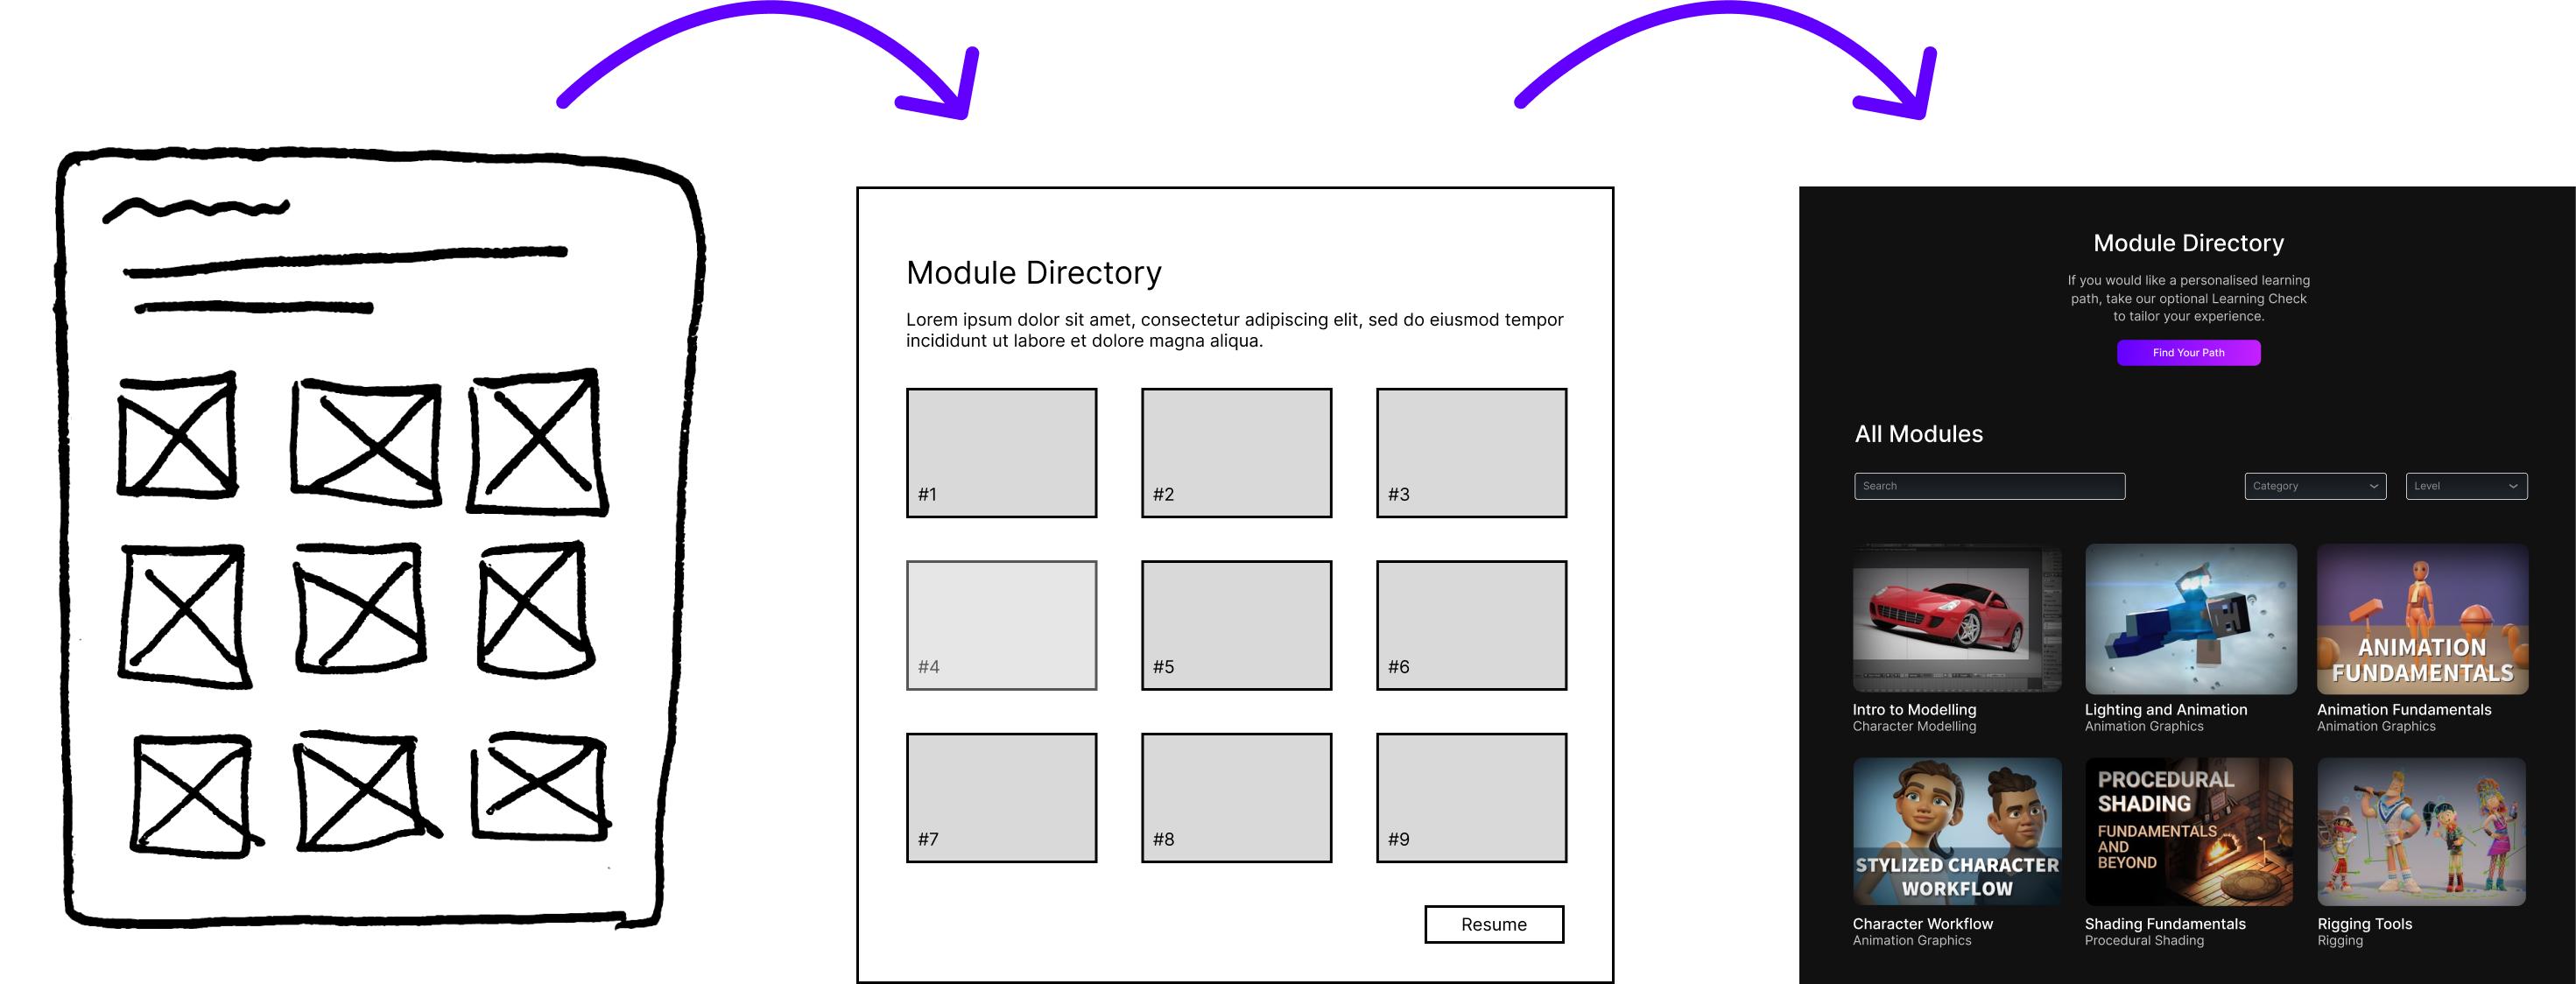 Module Directory
Lorem ipsum dolor sit amet, consectetur adipiscing elit, sed do eiusmod tempor
incididunt ut labore et dolore magna aliqua.
#1
#2
#3
#4
#5
#6
#7
#8
#9
Resume
Module Directory
If you would like a personalised learning
path, take our optional Learning Check
to tailor your experience.
Find Your Path
All Modules
Search
Category
Level
ANIMATION
FUNDAMENTALS
Intro to Modelling
Character Modelling
Lighting and Animation
Animation Graphics
Animation Fundamentals
Animation Graphics
STYLIZED CHARACTER
WORKFLOW
PROCEDURAL
SHADING
FUNDAMENTALS
AND
BEYOND
Character Workflow
Animation Graphics
Shading Fundamentals
Procedural Shading
Rigging Tools
Rigging